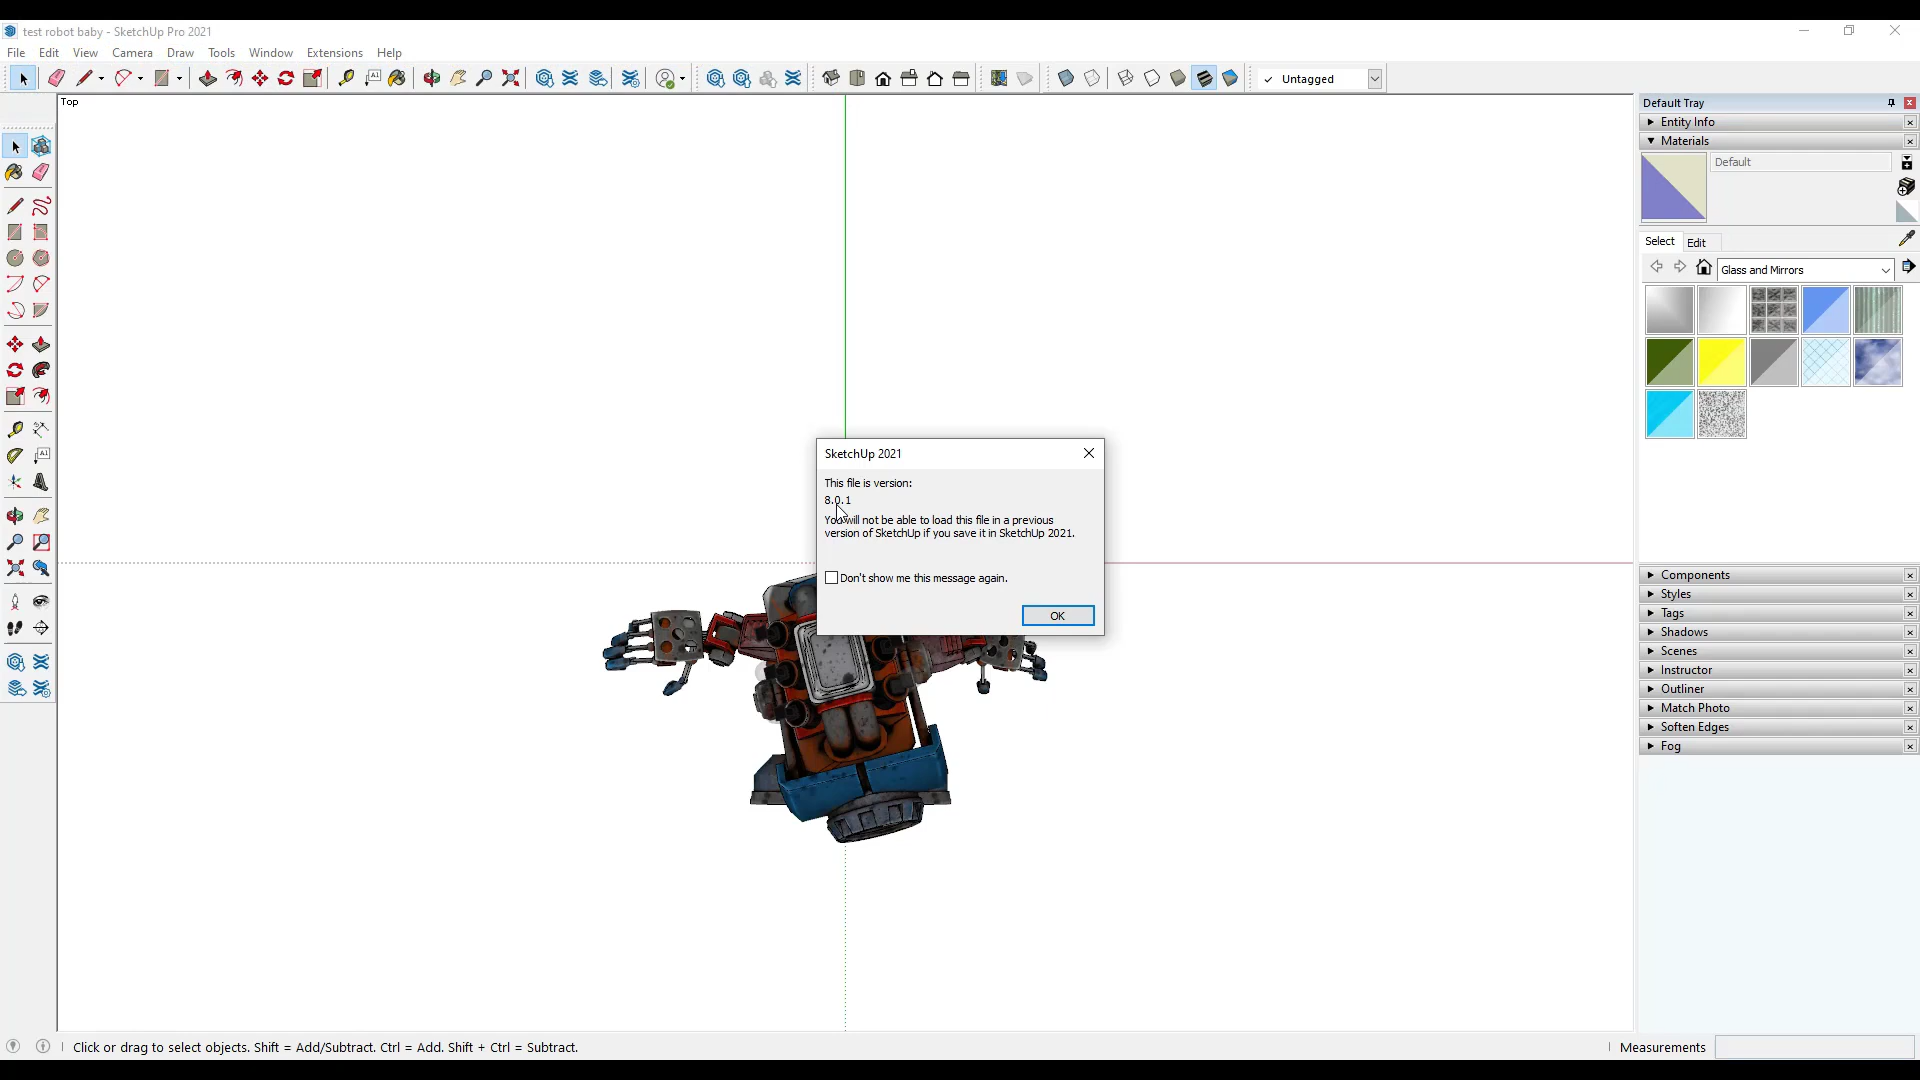 test robot baby - SketchUp Pro 2021
File Edit View Camera Draw Tools Window Extensions Help
Untagged
Top
Default Tray
Entity Info
Materials
Default
Select Edit
Glass and Mirrors
SketchUp 2021
This file is version:
8.0.1
You will not be able to load this file in a previous
version of SketchUp if you save it in SketchUp 2021.
Don't show me this message again.
OK
Components
Styles
Tags
Shadows
Scenes
Instructor
Outliner
Match Photo
Soften Edges
Fog
Click or drag to select objects. Shift = Add/Subtract. Ctrl = Add. Shift + Ctrl = Subtract.
Measurements